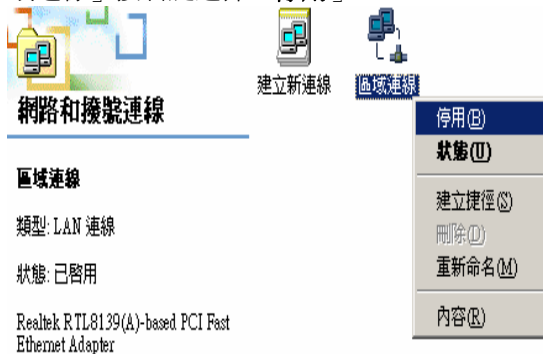 建立新連線
區域連線
網路和撥號連線
區域連線
類型: LAN 連線
狀態: 已啓用
Realtek RTL8139(A)-based PCI Fast
Ethernet Adapter
停用(B)
狀態(U)
建立捷徑(S)
刪除(D)
重新命名(M)
內容(R)